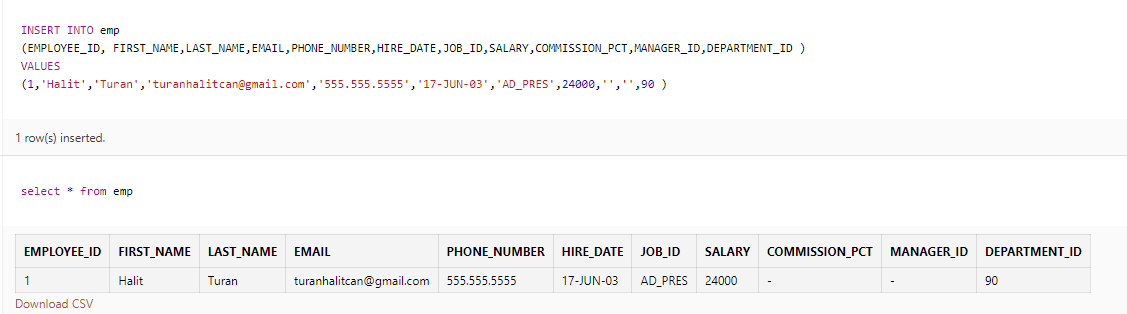 INSERT INTO emp
(EMPLOYEE_ID, FIRST_NAME,LAST_NAME,EMAIL,PHONE_NUMBER,HIRE_DATE,JOB_ID,SALARY,COMMISSION_PCT,MANAGER_ID,DEPARTMENT_ID )
VALUES
(1,'Halit','Turan','turanhalitcan@gmail.com','555.555.5555','17-JUN-03','AD_PRES',24000,'','',90 )
1 row(s) inserted.
select * from emp
EMPLOYEE_ID FIRST_NAME LAST_NAME EMAIL PHONE_NUMBER HIRE_DATE JOB_ID SALARY COMMISSION_PCT MANAGER_ID DEPARTMENT_ID
1 Halit Turan turanhalitcan@gmail.com 555.555.5555 17-JUN-03 AD_PRES 24000 - - 90
Download CSV